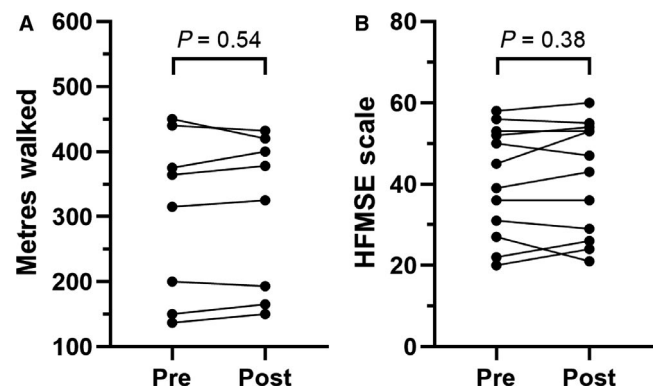 A
P = 0.54
Metres walked
600
500
400
300
200
100
Pre Post
B
P = 0.38
HFMSE scale
80
60
40
20
0
Pre Post